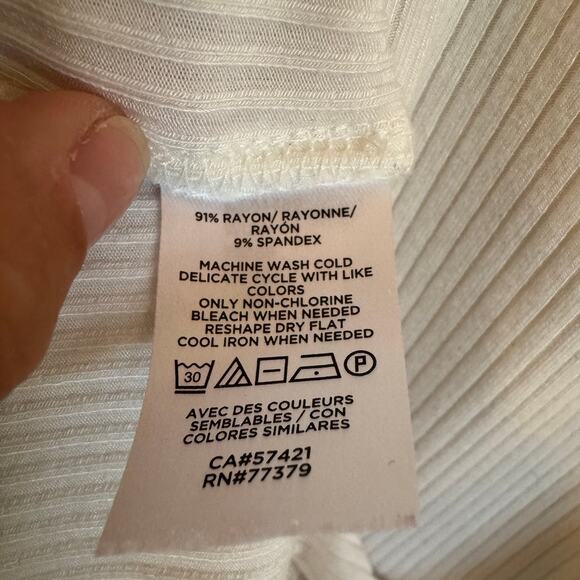 91% RAYON/ RAYONNE/
RAYÓN
9% SPANDEX
MACHINE WASH COLD
DELICATE CYCLE WITH LIKE
COLORS
ONLY NON-CHLORINE
BLEACH WHEN NEEDED
RESHAPE DRY FLAT
COOL IRON WHEN NEEDED
30 P
AVEC DES COULEURS
SEMBLABLES / CON
COLORES SIMILARES
CA#57421
RN#77379